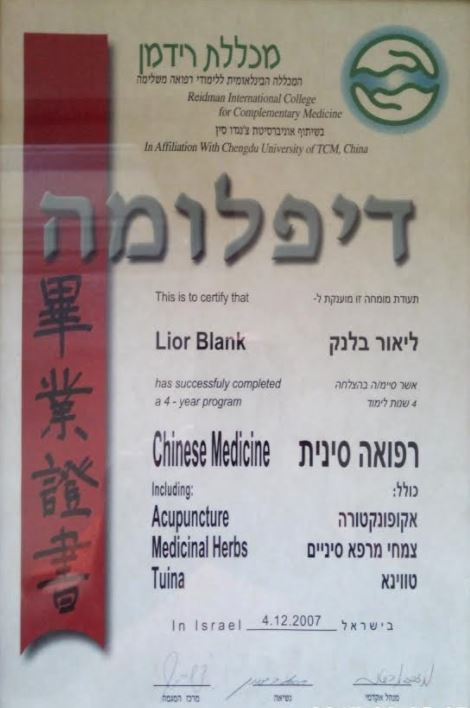 מכללת רידמן
המכללה הבינלאומית ללימודי רפואה משלימה
Reidman International College
for Complementary Medicine
בשיתוף אוניברסיטת צ'נגדו סין
In Affiliation With Chengdu University of TCM, China
דיפלומה
畢業證書
This is to certify that
תעודת מומחה זו מוענקת ל-
Lior Blank
ליאור בלנק
has successfuly completed
אשר סיימ/ה בהצלחה
a 4 - year program
4 שנות לימוד
Chinese Medicine
רפואה סינית
Including:
כולל:
Acupuncture
אקופונקטורה
Medicinal Herbs
צמחי מרפא סיניים
Tuina
טווינא
In Israel 4.12.2007 בישראל
מרכז המגמה
נשיאה
מנהל אקדמי